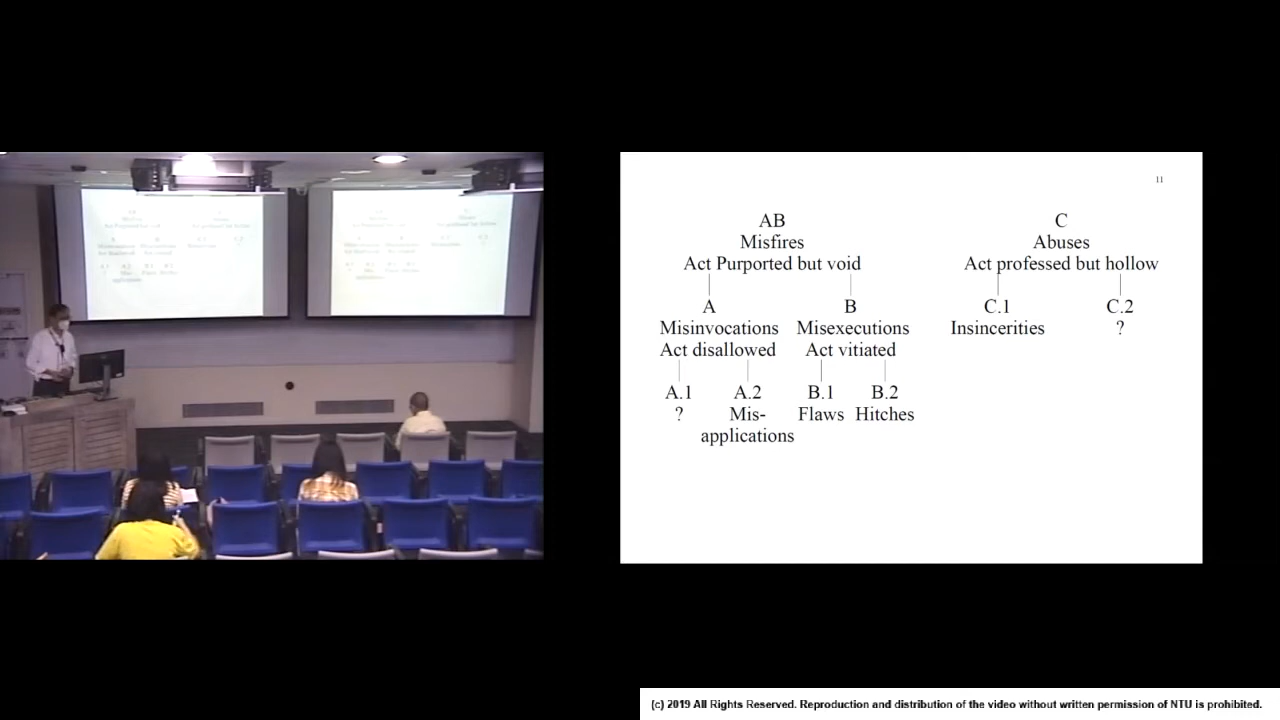 11
AB
Misfires
Act Purported but void
A
Misinvocations
Act disallowed
A.1
?
A.2
Mis-
applications
B
Misexecutions
Act vitiated
B.1
Flaws
B.2
Hitches
C
Abuses
Act professed but hollow
C.1
Insincerities
C.2
?
(c) 2019 All Rights Reserved. Reproduction and distribution of the video without written permission of NTU is prohibited.